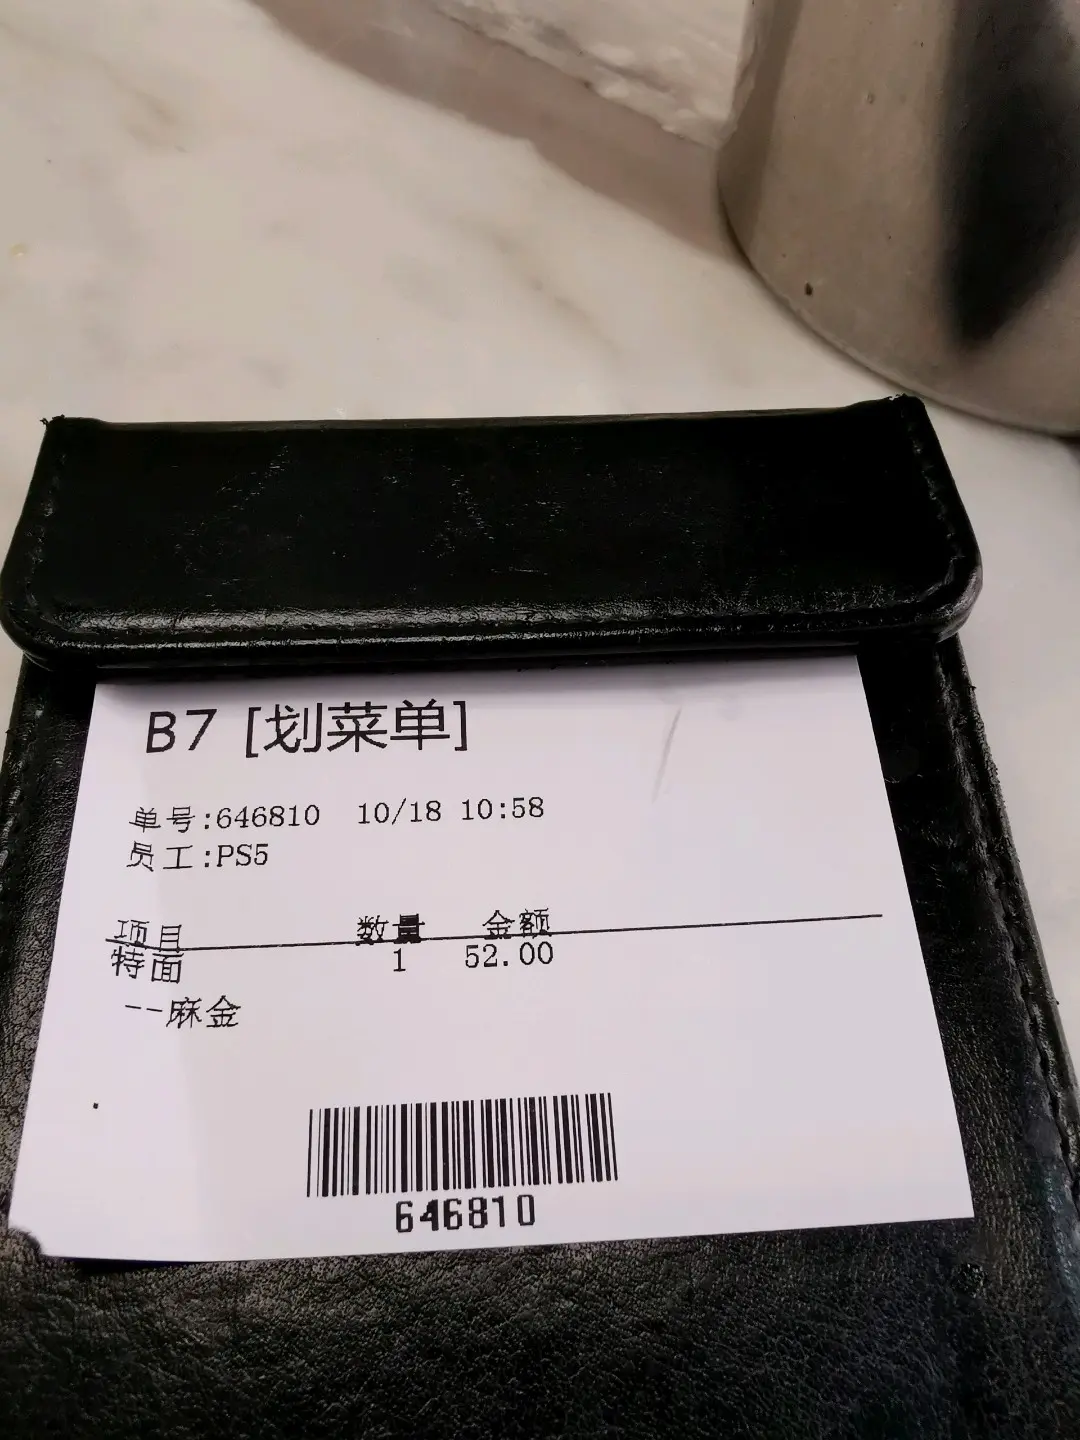 B7 [划菜单]
单号:646810 10/18 10:58
员工:PS5
项目 数量 金额
特面 1 52.00
--麻金
646810